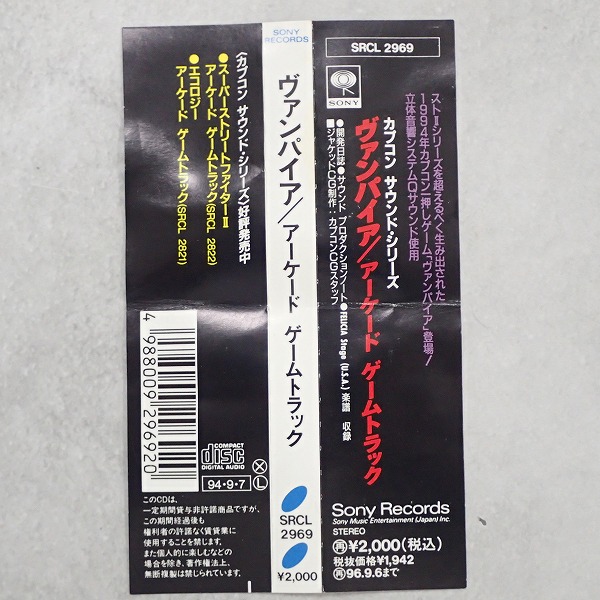 SRCL 2969
SONY
ストIIシリーズを超えるべく生み出された
1994年カプコン一押しゲーム「ヴァンパイア」登場!
立体音響システムQサウンド使用
カプコン サウンド・シリーズ
ヴァンパイア/アーケード ゲームトラック
●開発日誌●サウンド プロダクションノート●FELICIA Stage (U.S.A.) 楽譜 収録
■ジャケットCG制作:カプコンCGスタッフ
Sony Records
Sony Music Entertainment (Japan) Inc.
STEREO
再¥2,000(税込)
税抜価格¥1,942
再96.9.6まで
SONY
RECORDS
ヴァンパイア/アーケード ゲームトラック
SRCL
2969
¥2,000
〈カプコン サウンド・シリーズ〉好評発売中
●スーパーストリートファイターII
アーケード ゲームトラック(SRCL 2822)
●エコロジー
アーケード ゲームトラック(SRCL 2821)
4 988009 296920
COMPACT
disc
DIGITAL AUDIO
X
94・9・7
L
このCDは、
一定期間貸与非許諾商品ですが、
この期間経過後も
権利者の許諾なく賃貸業に
使用することを禁じます。
また個人的に楽しむなどの
場合を除き、著作権法上、
無断複製は禁じられています。